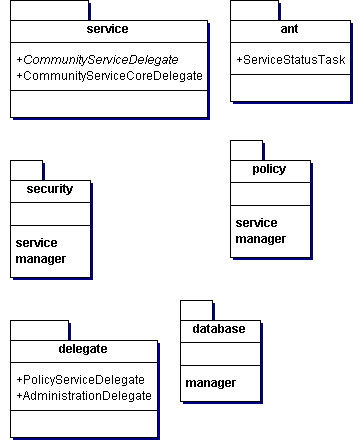 service
+CommunityServiceDelegate
+CommunityServiceCoreDelegate
ant
+ServiceStatusTask
security
service
manager
policy
service
manager
delegate
+PolicyServiceDelegate
+AdministrationDelegate
database
manager